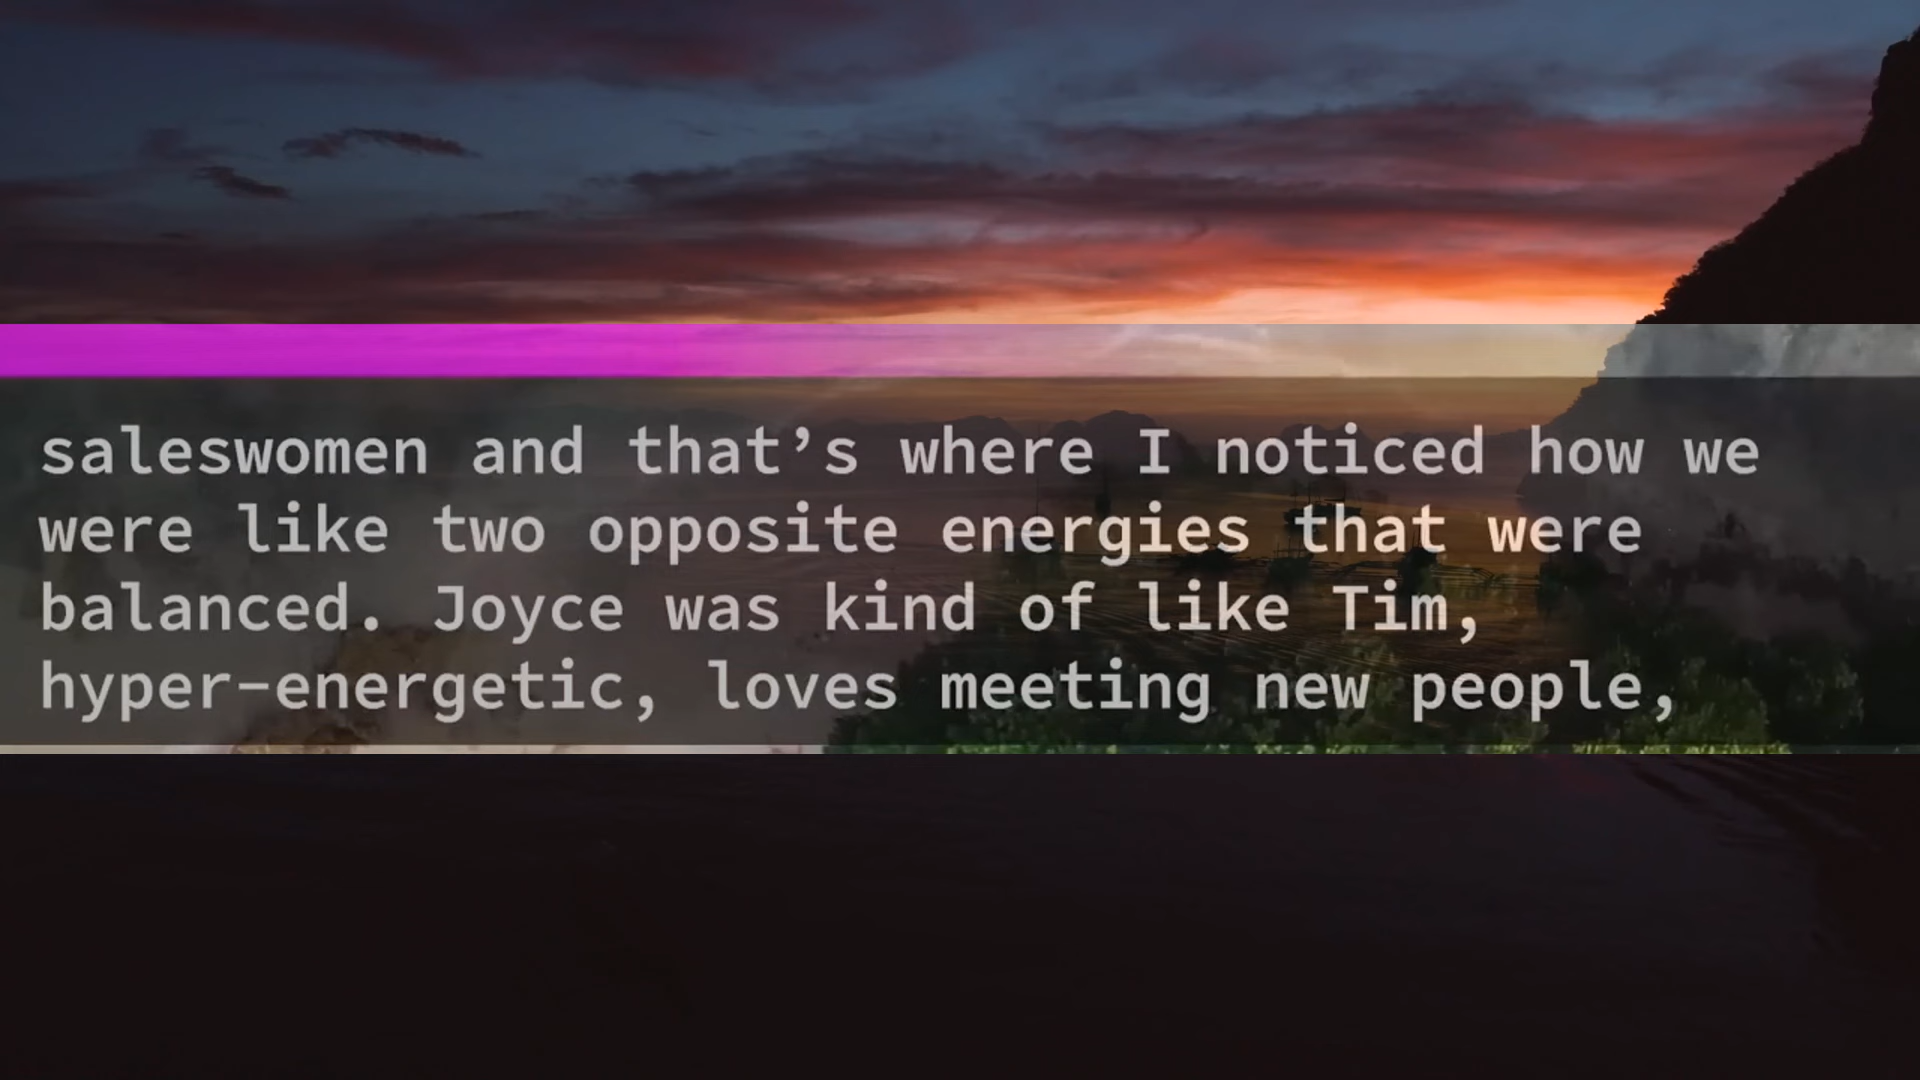 saleswomen and that’s where I noticed how we
were like two opposite energies that were
balanced. Joyce was kind of like Tim,
hyper-energetic, loves meeting new people,